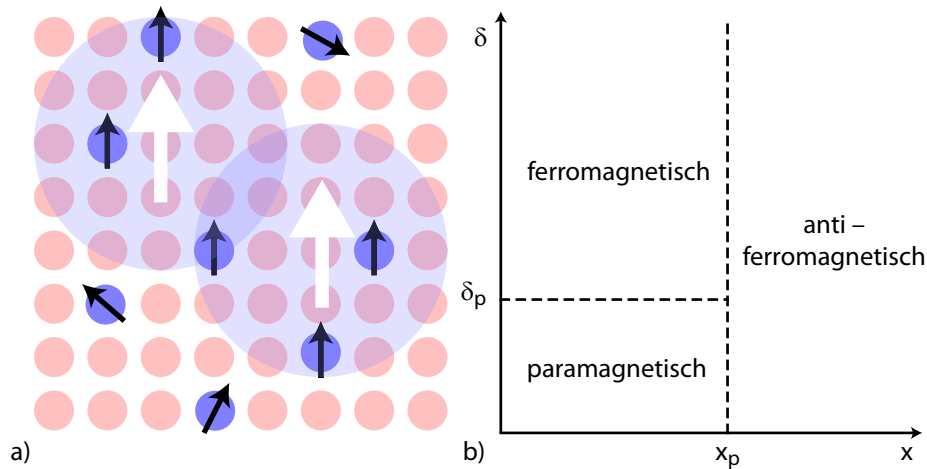 a)
b)
δ
ferromagnetisch
anti –
ferromagnetisch
δp
paramagnetisch
xp
x